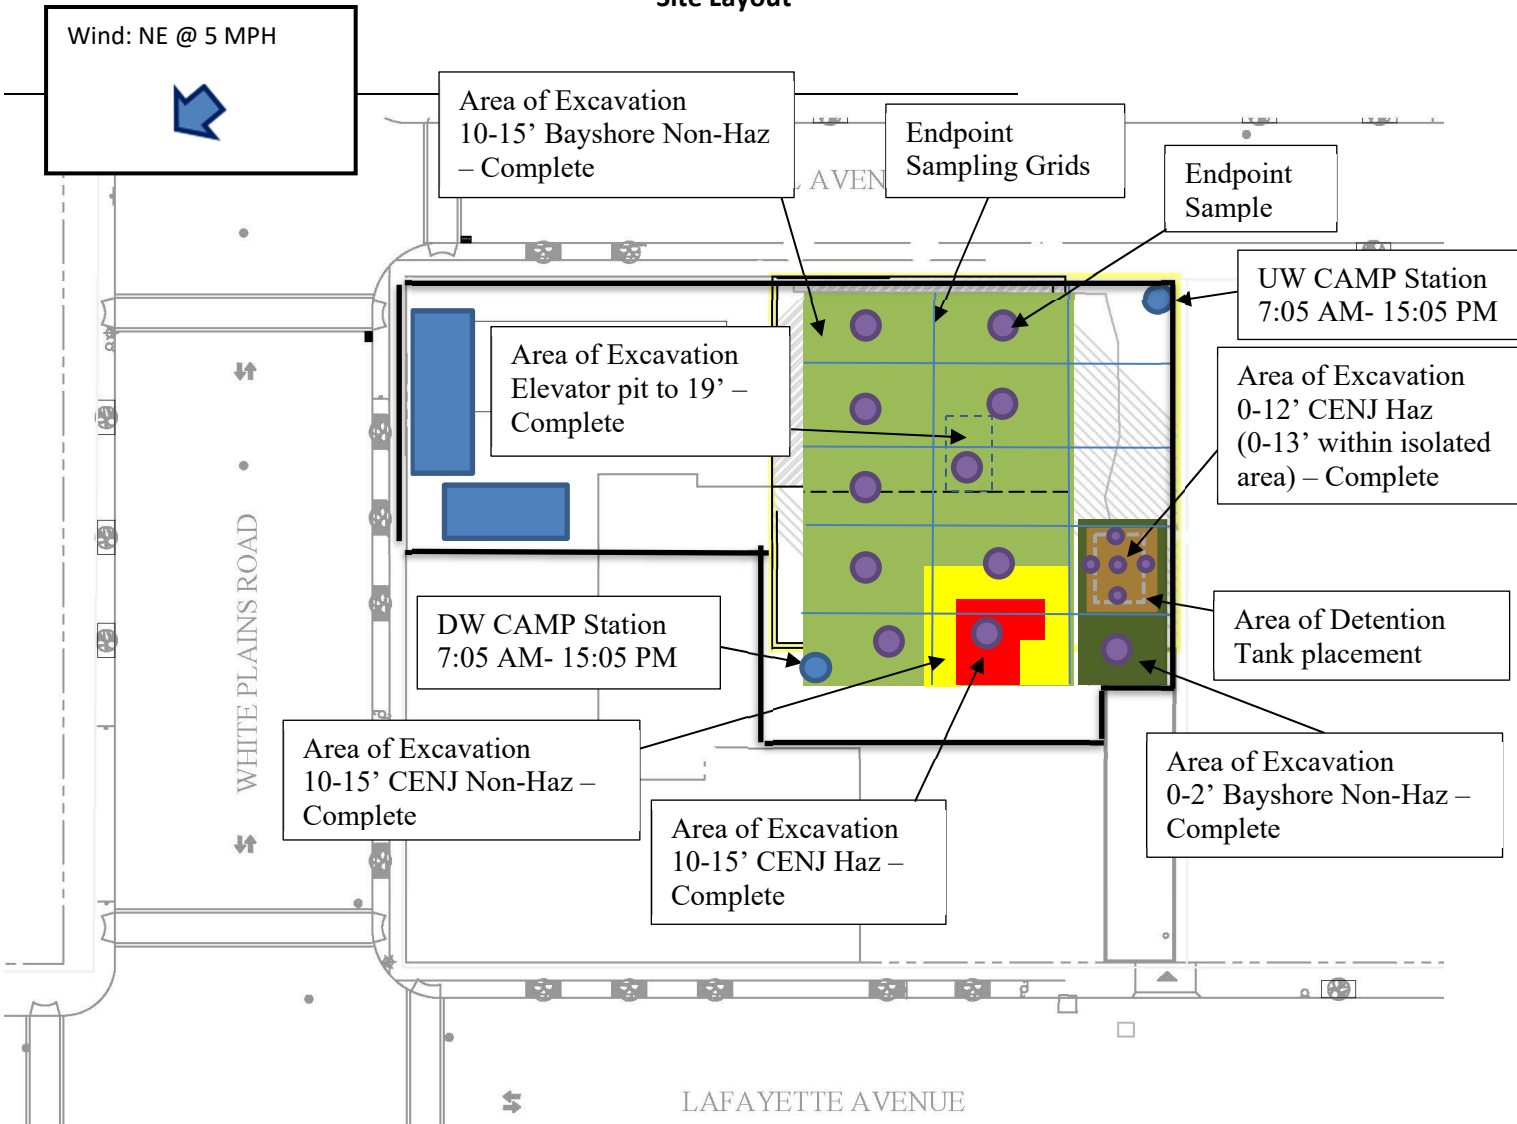 Site Layout
Wind: NE @ 5 MPH
Area of Excavation
10-15’ Bayshore Non-Haz
– Complete
Endpoint
Sampling Grids
Endpoint
Sample
AVEN
UW CAMP Station
7:05 AM- 15:05 PM
Area of Excavation
Elevator pit to 19’ –
Complete
Area of Excavation
0-12’ CENJ Haz
(0-13’ within isolated
area) – Complete
WHITE PLAINS ROAD
DW CAMP Station
7:05 AM- 15:05 PM
Area of Detention
Tank placement
Area of Excavation
10-15’ CENJ Non-Haz –
Complete
Area of Excavation
10-15’ CENJ Haz –
Complete
Area of Excavation
0-2’ Bayshore Non-Haz –
Complete
LAFAYETTE AVENUE